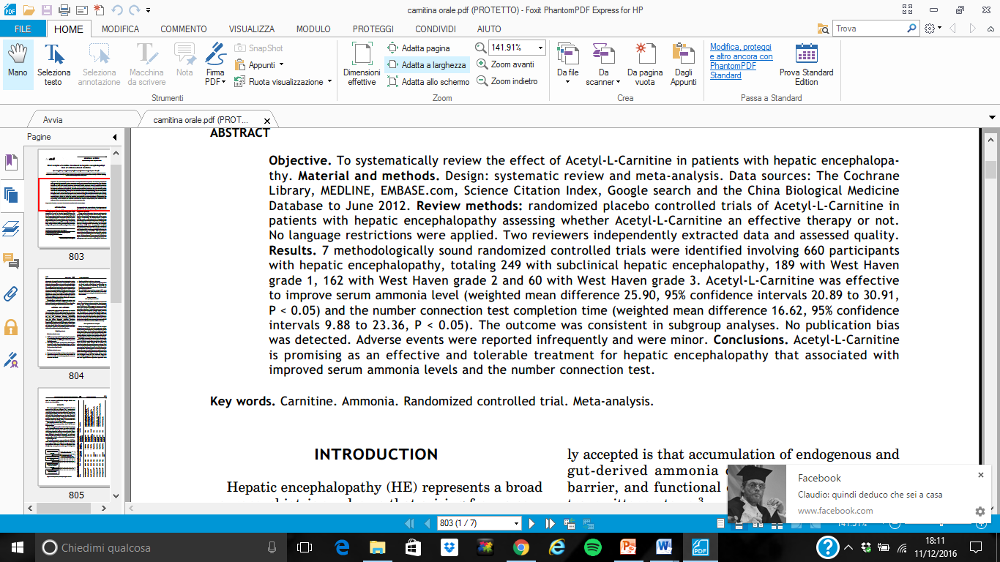 carnitina orale.pdf (PROTETTO) - Foxit PhantomPDF Express for HP
FILE HOME MODIFICA COMMENTO VISUALIZZA MODULO PROTEGGI CONDIVIDI AIUTO
Trova
Mano
Seleziona testo
Seleziona annotazione
Macchina da scrivere
Nota
Firma PDF
SnapShot
Appunti
Ruota visualizzazione
Strumenti
Dimensioni effettive
Adatta pagina
Adatta a larghezza
Adatta allo schermo
141.91%
Zoom avanti
Zoom indietro
Zoom
Da file
Da scanner
Da pagina vuota
Dagli Appunti
Crea
Modifica, proteggi
e altro ancora con
PhantomPDF
Standard
Prova Standard Edition
Passa a Standard
Avvia
carnitina orale.pdf (PROT...
Pagine
803
804
805
ABSTRACT
Objective. To systematically review the effect of Acetyl-L-Carnitine in patients with hepatic encephalopa-
thy. Material and methods. Design: systematic review and meta-analysis. Data sources: The Cochrane
Library, MEDLINE, EMBASE.com, Science Citation Index, Google search and the China Biological Medicine
Database to June 2012. Review methods: randomized placebo controlled trials of Acetyl-L-Carnitine in
patients with hepatic encephalopathy assessing whether Acetyl-L-Carnitine an effective therapy or not.
No language restrictions were applied. Two reviewers independently extracted data and assessed quality.
Results. 7 methodologically sound randomized controlled trials were identified involving 660 participants
with hepatic encephalopathy, totaling 249 with subclinical hepatic encephalopathy, 189 with West Haven
grade 1, 162 with West Haven grade 2 and 60 with West Haven grade 3. Acetyl-L-Carnitine was effective
to improve serum ammonia level (weighted mean difference 25.90, 95% confidence intervals 20.89 to 30.91,
P < 0.05) and the number connection test completion time (weighted mean difference 16.62, 95% confidence
intervals 9.88 to 23.36, P < 0.05). The outcome was consistent in subgroup analyses. No publication bias
was detected. Adverse events were reported infrequently and were minor. Conclusions. Acetyl-L-Carnitine
is promising as an effective and tolerable treatment for hepatic encephalopathy that associated with
improved serum ammonia levels and the number connection test.
Key words. Carnitine. Ammonia. Randomized controlled trial. Meta-analysis.
INTRODUCTION
Hepatic encephalopathy (HE) represents a broad
ly accepted is that accumulation of endogenous and
gut-derived ammonia
barrier, and functional
Facebook
Claudio: quindi deduco che sei a casa
www.facebook.com
803 (1 / 7)
141.91%
Chiedimi qualcosa
18:11
11/12/2016